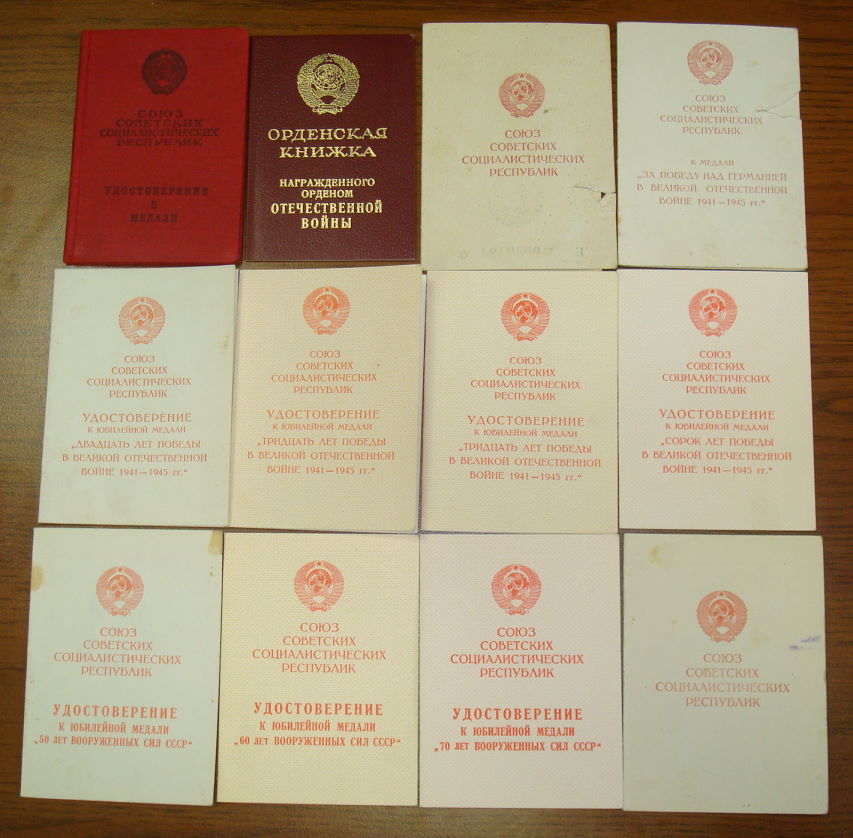 СОЮЗ
СОВЕТСКИХ
СОЦИАЛИСТИЧЕСКИХ
РЕСПУБЛИК
УДОСТОВЕРЕНИЕ
К
МЕДАЛИ
ОРДЕНСКАЯ
КНИЖКА
НАГРАЖДЕННОГО
ОРДЕНОМ
ОТЕЧЕСТВЕННОЙ
ВОЙНЫ
СОЮЗ
СОВЕТСКИХ
СОЦИАЛИСТИЧЕСКИХ
РЕСПУБЛИК
СОЮЗ
СОВЕТСКИХ
СОЦИАЛИСТИЧЕСКИХ
РЕСПУБЛИК
К МЕДАЛИ
„ЗА ПОБЕДУ НАД ГЕРМАНИЕЙ
В ВЕЛИКОЙ ОТЕЧЕСТВЕННОЙ
ВОЙНЕ 1941—1945 гг.“
СОЮЗ
СОВЕТСКИХ
СОЦИАЛИСТИЧЕСКИХ
РЕСПУБЛИК
УДОСТОВЕРЕНИЕ
К ЮБИЛЕЙНОЙ МЕДАЛИ
„ДВАДЦАТЬ ЛЕТ ПОБЕДЫ
В ВЕЛИКОЙ ОТЕЧЕСТВЕННОЙ
ВОЙНЕ 1941—1945 гг.“
СОЮЗ
СОВЕТСКИХ
СОЦИАЛИСТИЧЕСКИХ
РЕСПУБЛИК
УДОСТОВЕРЕНИЕ
К ЮБИЛЕЙНОЙ МЕДАЛИ
„ТРИДЦАТЬ ЛЕТ ПОБЕДЫ
В ВЕЛИКОЙ ОТЕЧЕСТВЕННОЙ
ВОЙНЕ 1941—1945 гг.“
СОЮЗ
СОВЕТСКИХ
СОЦИАЛИСТИЧЕСКИХ
РЕСПУБЛИК
УДОСТОВЕРЕНИЕ
К ЮБИЛЕЙНОЙ МЕДАЛИ
„ТРИДЦАТЬ ЛЕТ ПОБЕДЫ
В ВЕЛИКОЙ ОТЕЧЕСТВЕННОЙ
ВОЙНЕ 1941—1945 гг.“
СОЮЗ
СОВЕТСКИХ
СОЦИАЛИСТИЧЕСКИХ
РЕСПУБЛИК
УДОСТОВЕРЕНИЕ
К ЮБИЛЕЙНОЙ МЕДАЛИ
„СОРОК ЛЕТ ПОБЕДЫ
В ВЕЛИКОЙ ОТЕЧЕСТВЕННОЙ
ВОЙНЕ 1941—1945 гг.“
СОЮЗ
СОВЕТСКИХ
СОЦИАЛИСТИЧЕСКИХ
РЕСПУБЛИК
УДОСТОВЕРЕНИЕ
К ЮБИЛЕЙНОЙ МЕДАЛИ
„50 ЛЕТ ВООРУЖЕННЫХ СИЛ СССР“
СОЮЗ
СОВЕТСКИХ
СОЦИАЛИСТИЧЕСКИХ
РЕСПУБЛИК
УДОСТОВЕРЕНИЕ
К ЮБИЛЕЙНОЙ МЕДАЛИ
„60 ЛЕТ ВООРУЖЕННЫХ СИЛ СССР“
СОЮЗ
СОВЕТСКИХ
СОЦИАЛИСТИЧЕСКИХ
РЕСПУБЛИК
УДОСТОВЕРЕНИЕ
К ЮБИЛЕЙНОЙ МЕДАЛИ
„70 ЛЕТ ВООРУЖЕННЫХ СИЛ СССР“
СОЮЗ
СОВЕТСКИХ
СОЦИАЛИСТИЧЕСКИХ
РЕСПУБЛИК